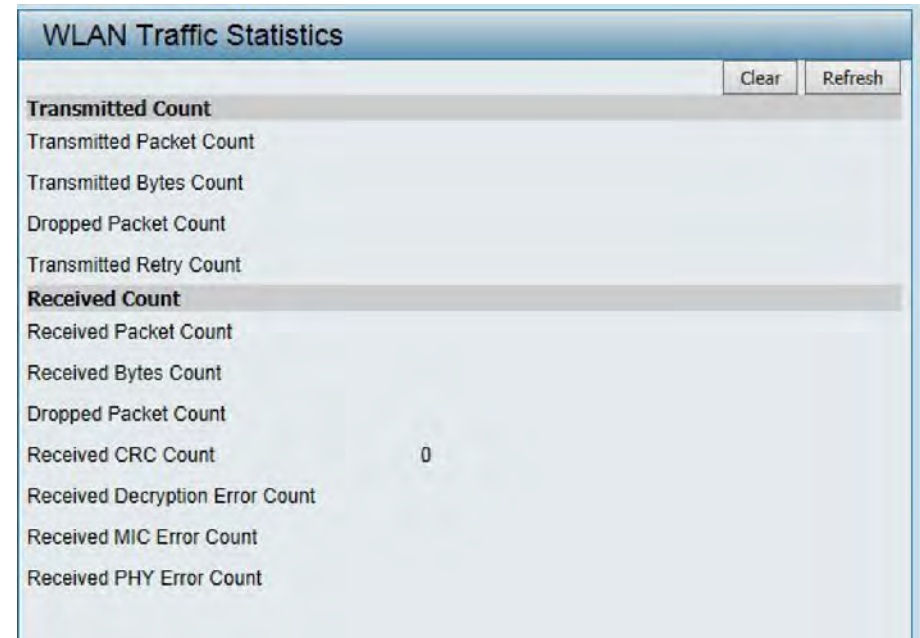 WLAN Traffic Statistics
Clear Refresh
Transmitted Count
Transmitted Packet Count
Transmitted Bytes Count
Dropped Packet Count
Transmitted Retry Count
Received Count
Received Packet Count
Received Bytes Count
Dropped Packet Count
Received CRC Count 0
Received Decryption Error Count
Received MIC Error Count
Received PHY Error Count